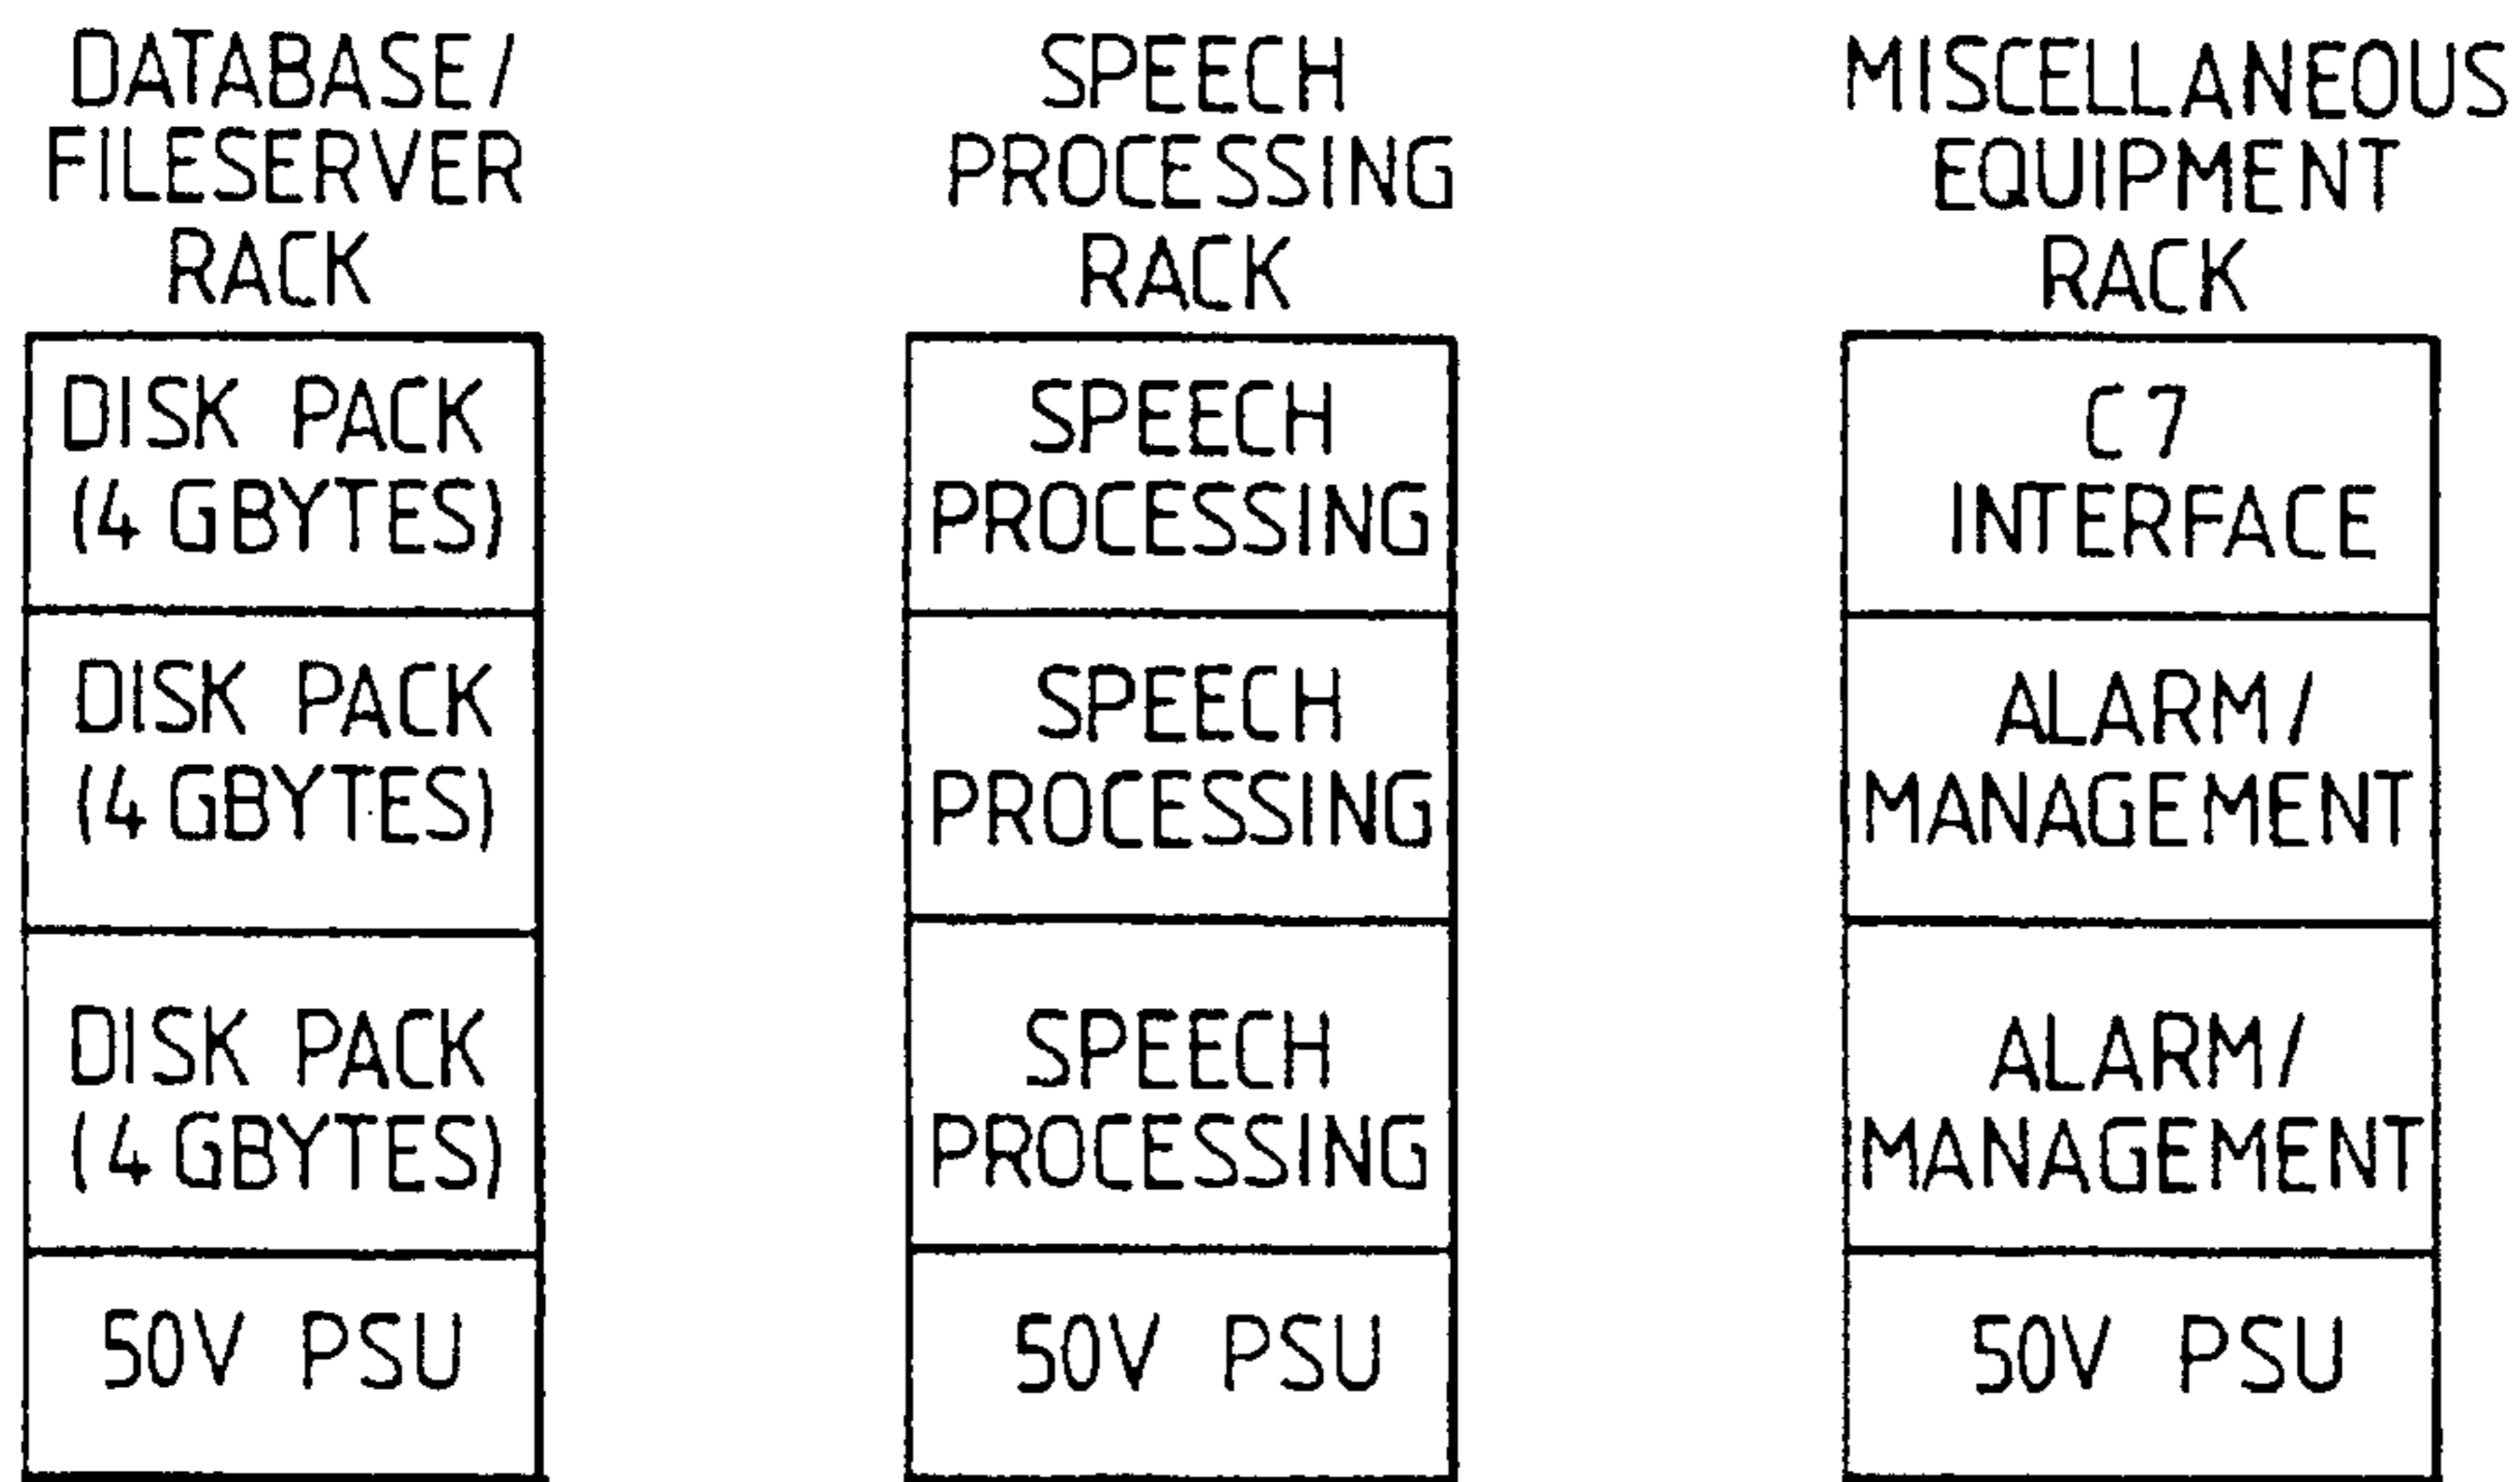 DATABASE/
FILESERVER
RACK
DISK PACK
(4 GBYTES)
DISK PACK
(4 GBYTES)
DISK PACK
(4 GBYTES)
50V PSU
SPEECH
PROCESSING
RACK
SPEECH
PROCESSING
SPEECH
PROCESSING
SPEECH
PROCESSING
50V PSU
MISCELLANEOUS
EQUIPMENT
RACK
C7
INTERFACE
ALARM/
MANAGEMENT
ALARM/
MANAGEMENT
50V PSU